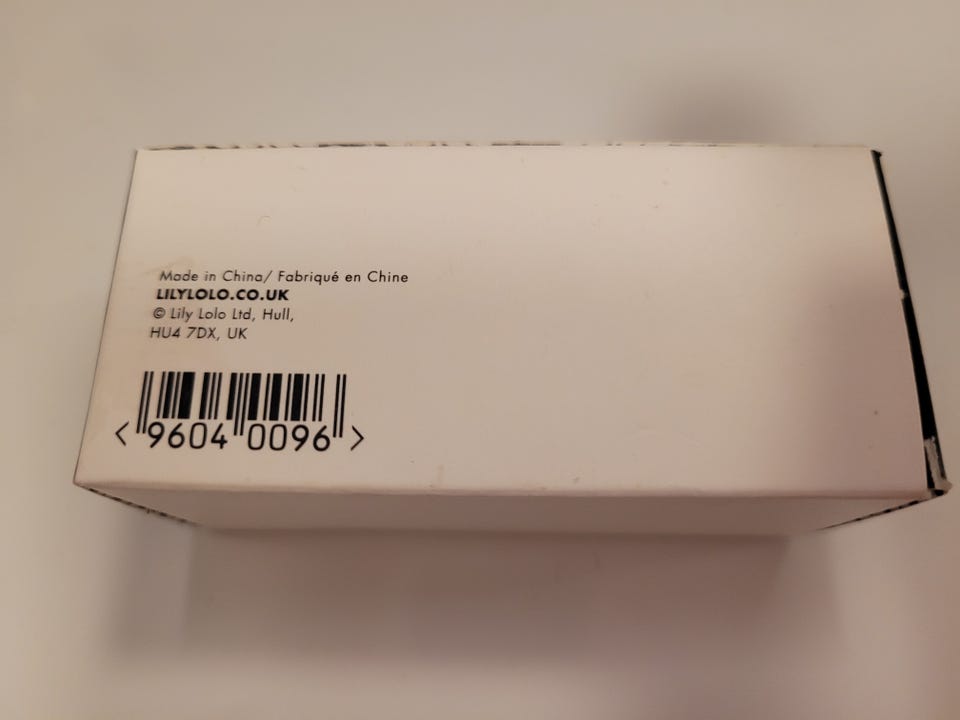 Made in China/ Fabriqué en Chine
LILYLOLO.CO.UK
© Lily Lolo Ltd, Hull,
HU4 7DX, UK
< 9604 0096 >